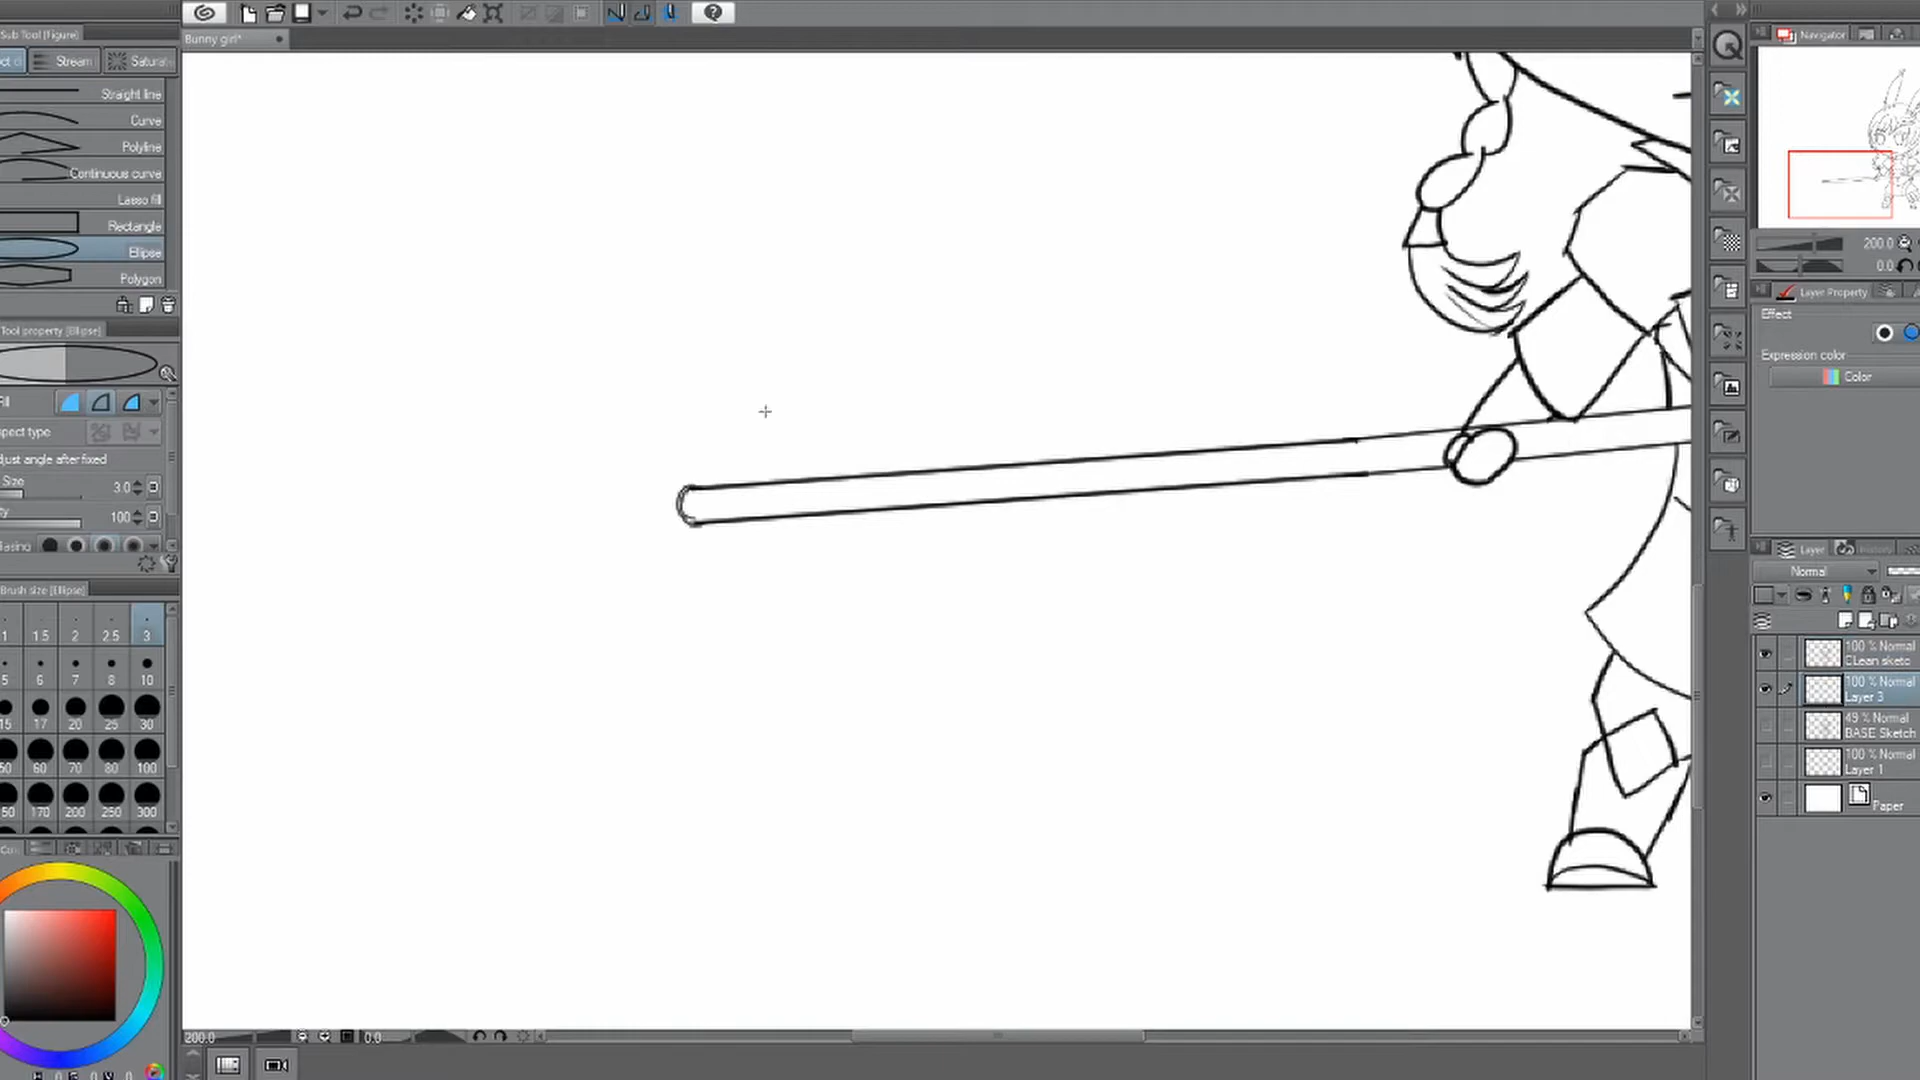 Sub Tool [Figure]
Bunny girl*
Navigator
Stream
Straight line
Curve
Polyline
Continuous curve
Lasso fill
Rectangle
Ellipse
200.0
Polygon
0.0
Layer Property
Effect
Tool property [Ellipse]
Expression color
Color
Size
3.0
100
Layer
Normal
Brush size [Ellipse]
1 1.5 2 2.5 3
5 6 7 8 10
15 17 20 25 30
50 60 70 80 100
50 170 200 250 300
100 % Normal
CLean sketc
100 % Normal
Layer 3
49 % Normal
BASE Sketch
100 % Normal
Layer 1
Paper
200.0
0.0